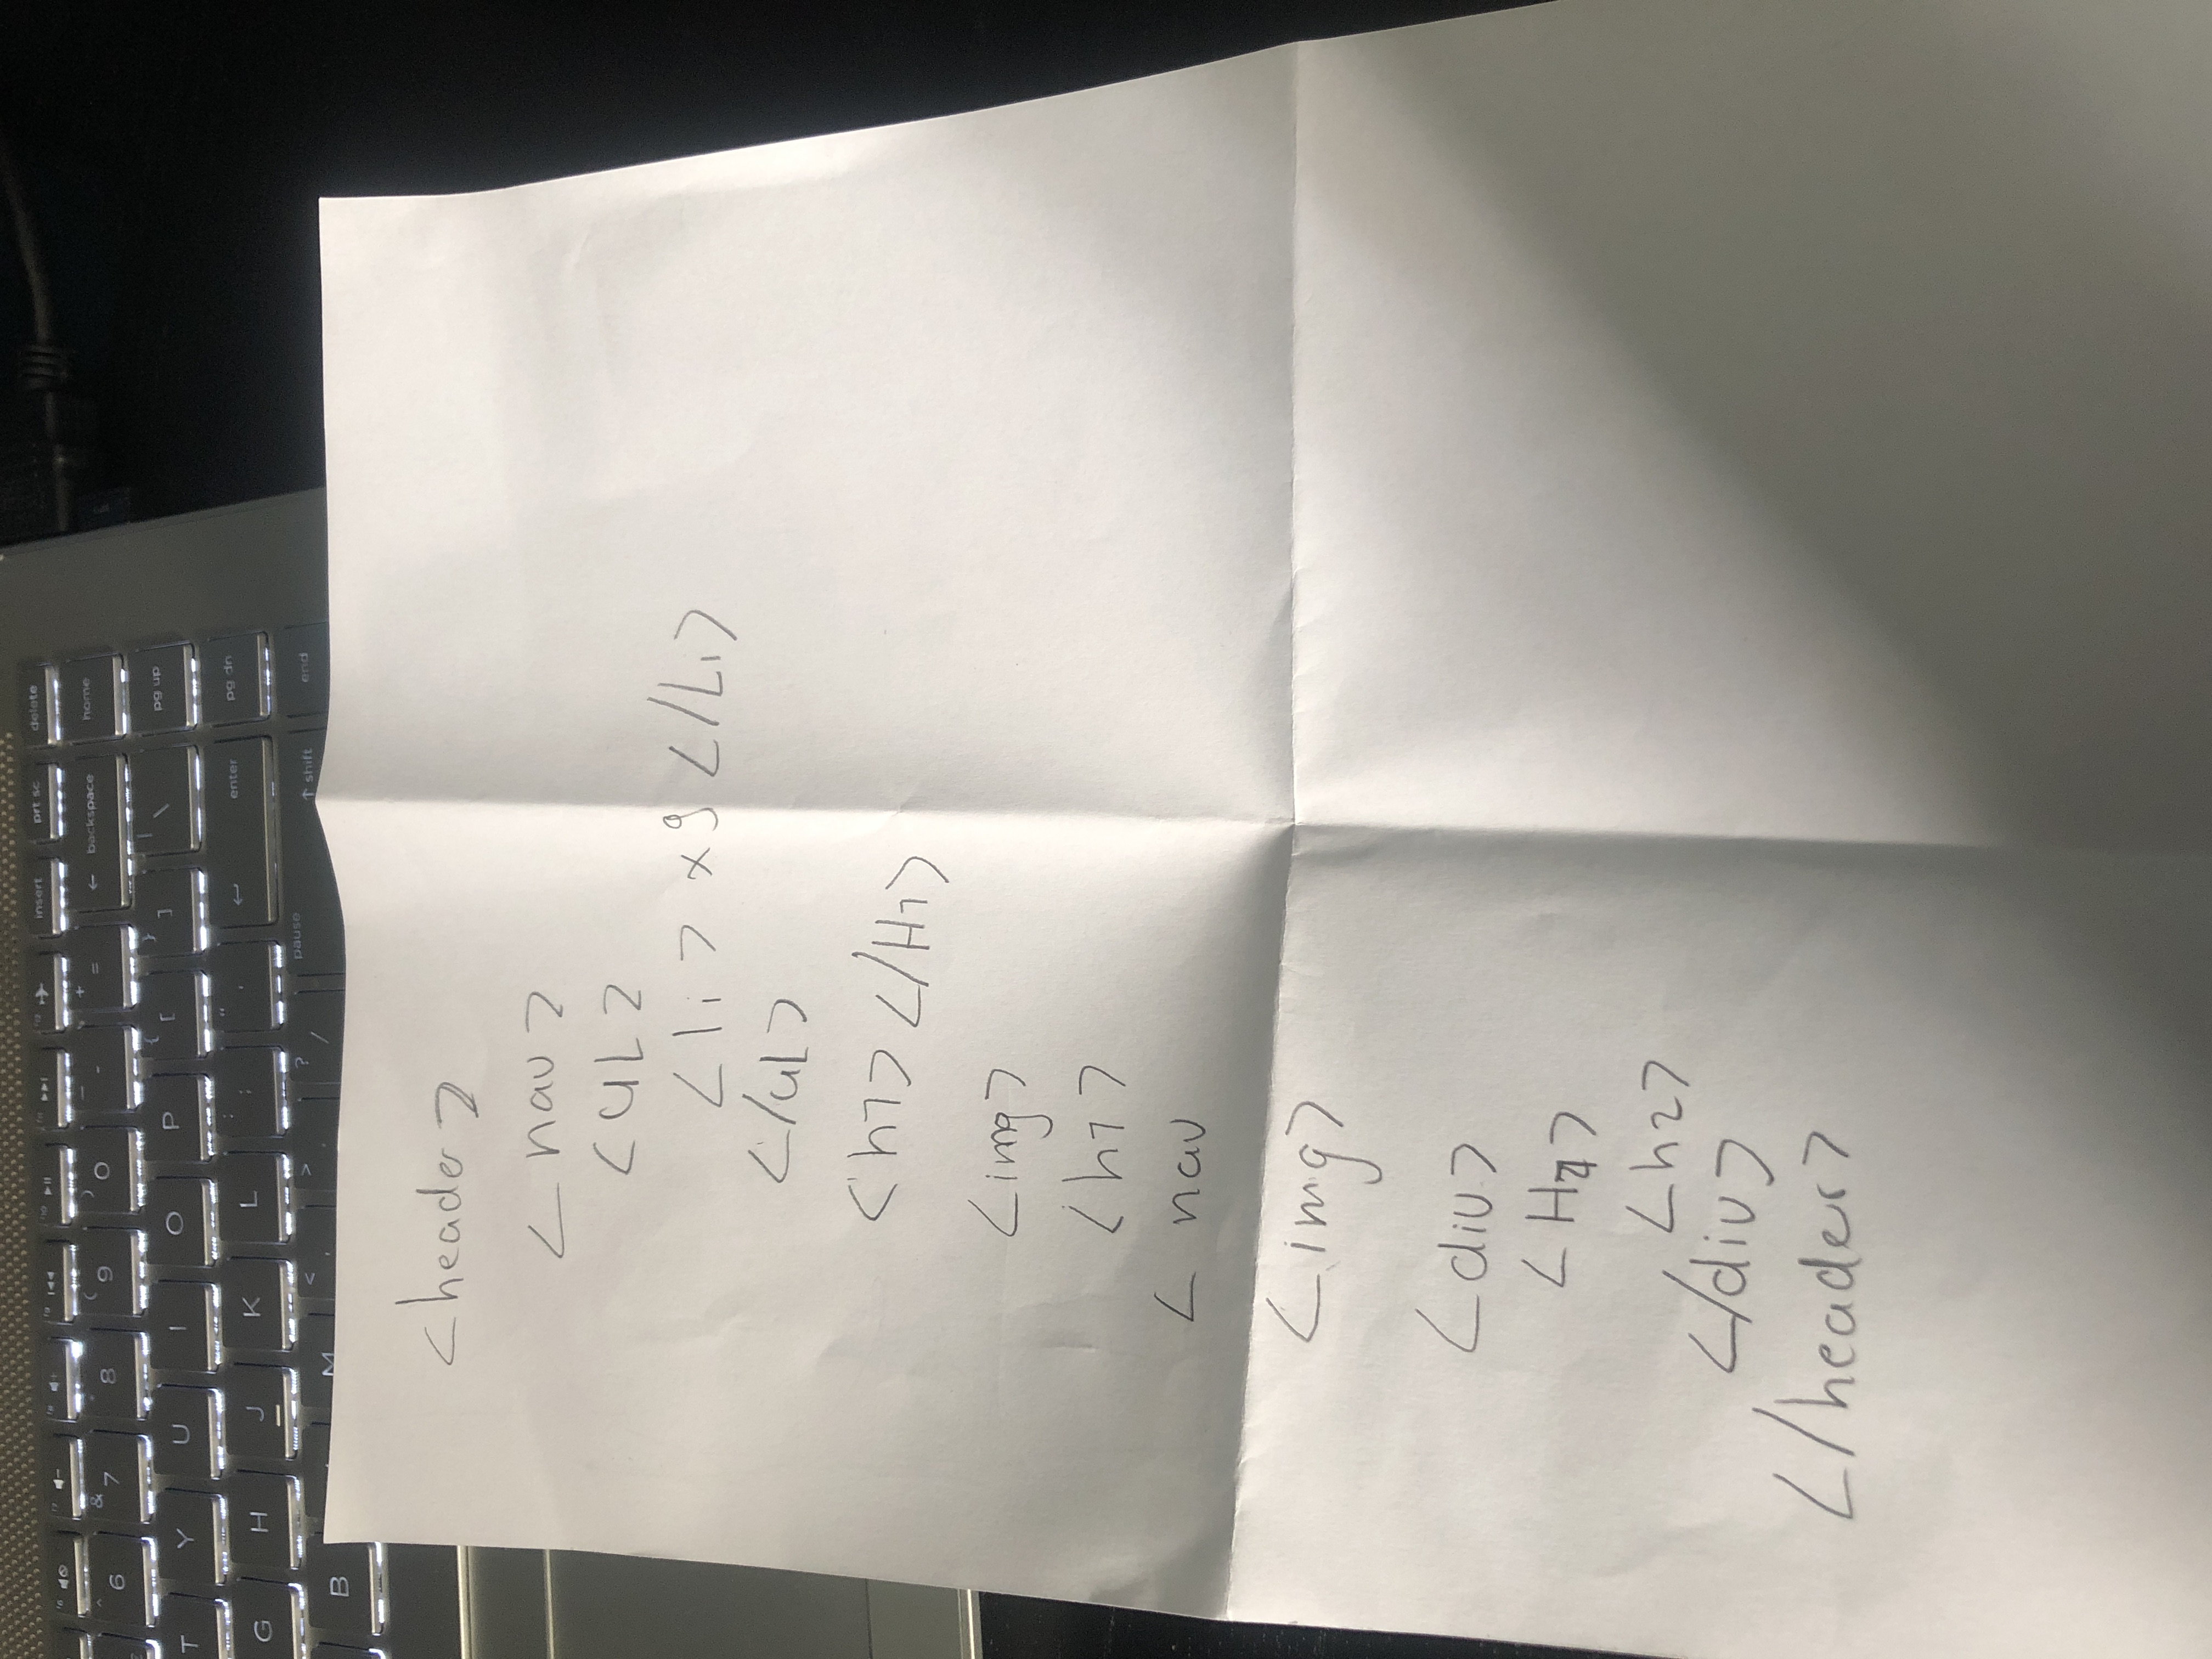 insert prt sc delete
6 & 7 8 ( 9 ) 0 - - + = ← backspace home
T Y U I O P { [ } ] | \ pg up
G H J K L : ; " ' ↵ enter pg dn
B M < , > . ? / pause ↑ shift end
<header>
<nav>
<UL>
<li> x9 </Li>
</UL>
<h1> </H1>
<img>
<h1>
< nav
<img>
<div>
<H1>
<h2>
</div>
</header>